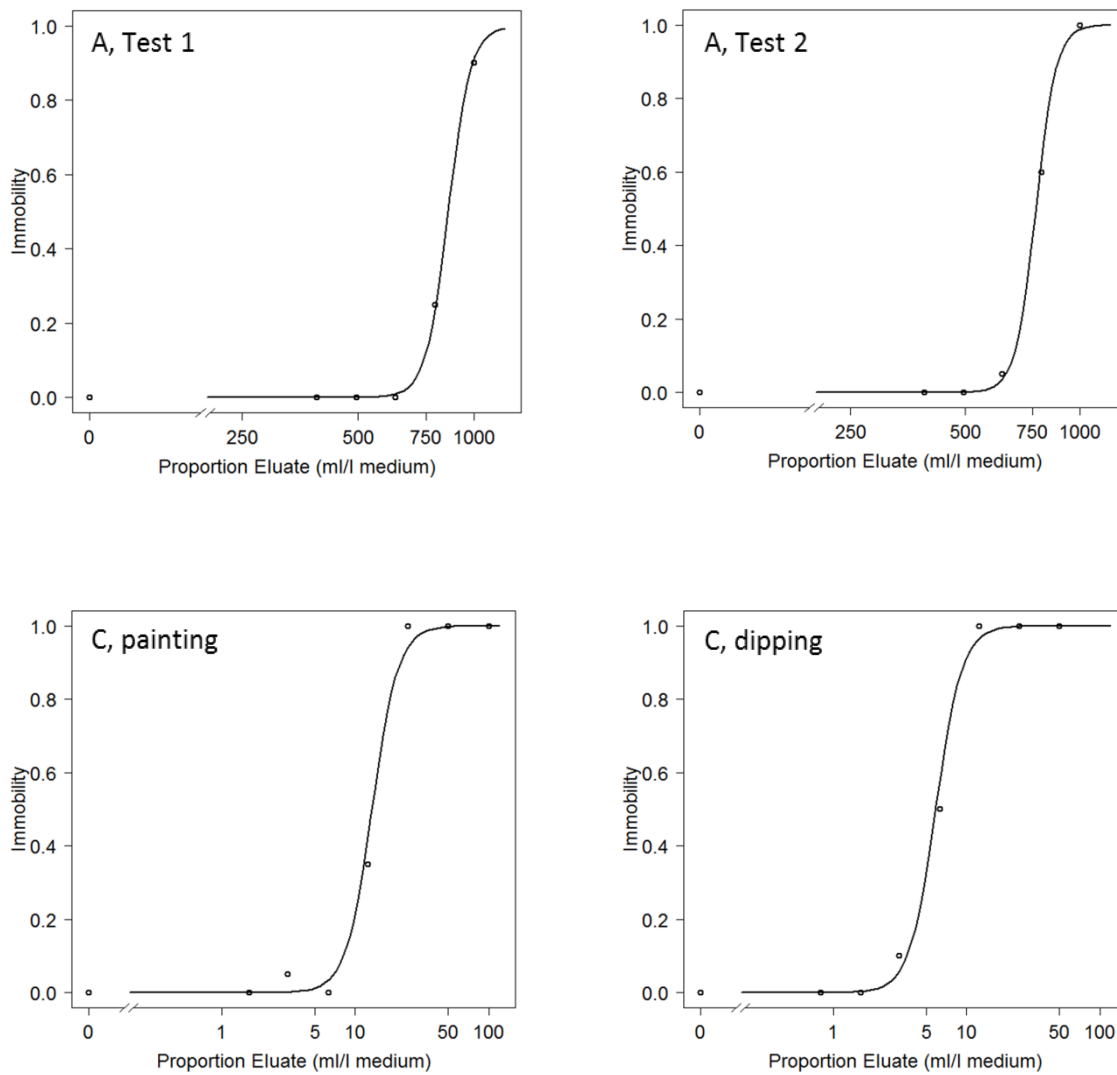 A, Test 1
1.0
0.8
0.6
0.4
0.2
0.0
Immobility
0 250 500 750 1000
Proportion Eluate (ml/l medium)
A, Test 2
1.0
0.8
0.6
0.4
0.2
0.0
Immobility
0 250 500 750 1000
Proportion Eluate (ml/l medium)
C, painting
1.0
0.8
0.6
0.4
0.2
0.0
Immobility
0 1 5 10 50 100
Proportion Eluate (ml/l medium)
C, dipping
1.0
0.8
0.6
0.4
0.2
0.0
Immobility
0 1 5 10 50 100
Proportion Eluate (ml/l medium)